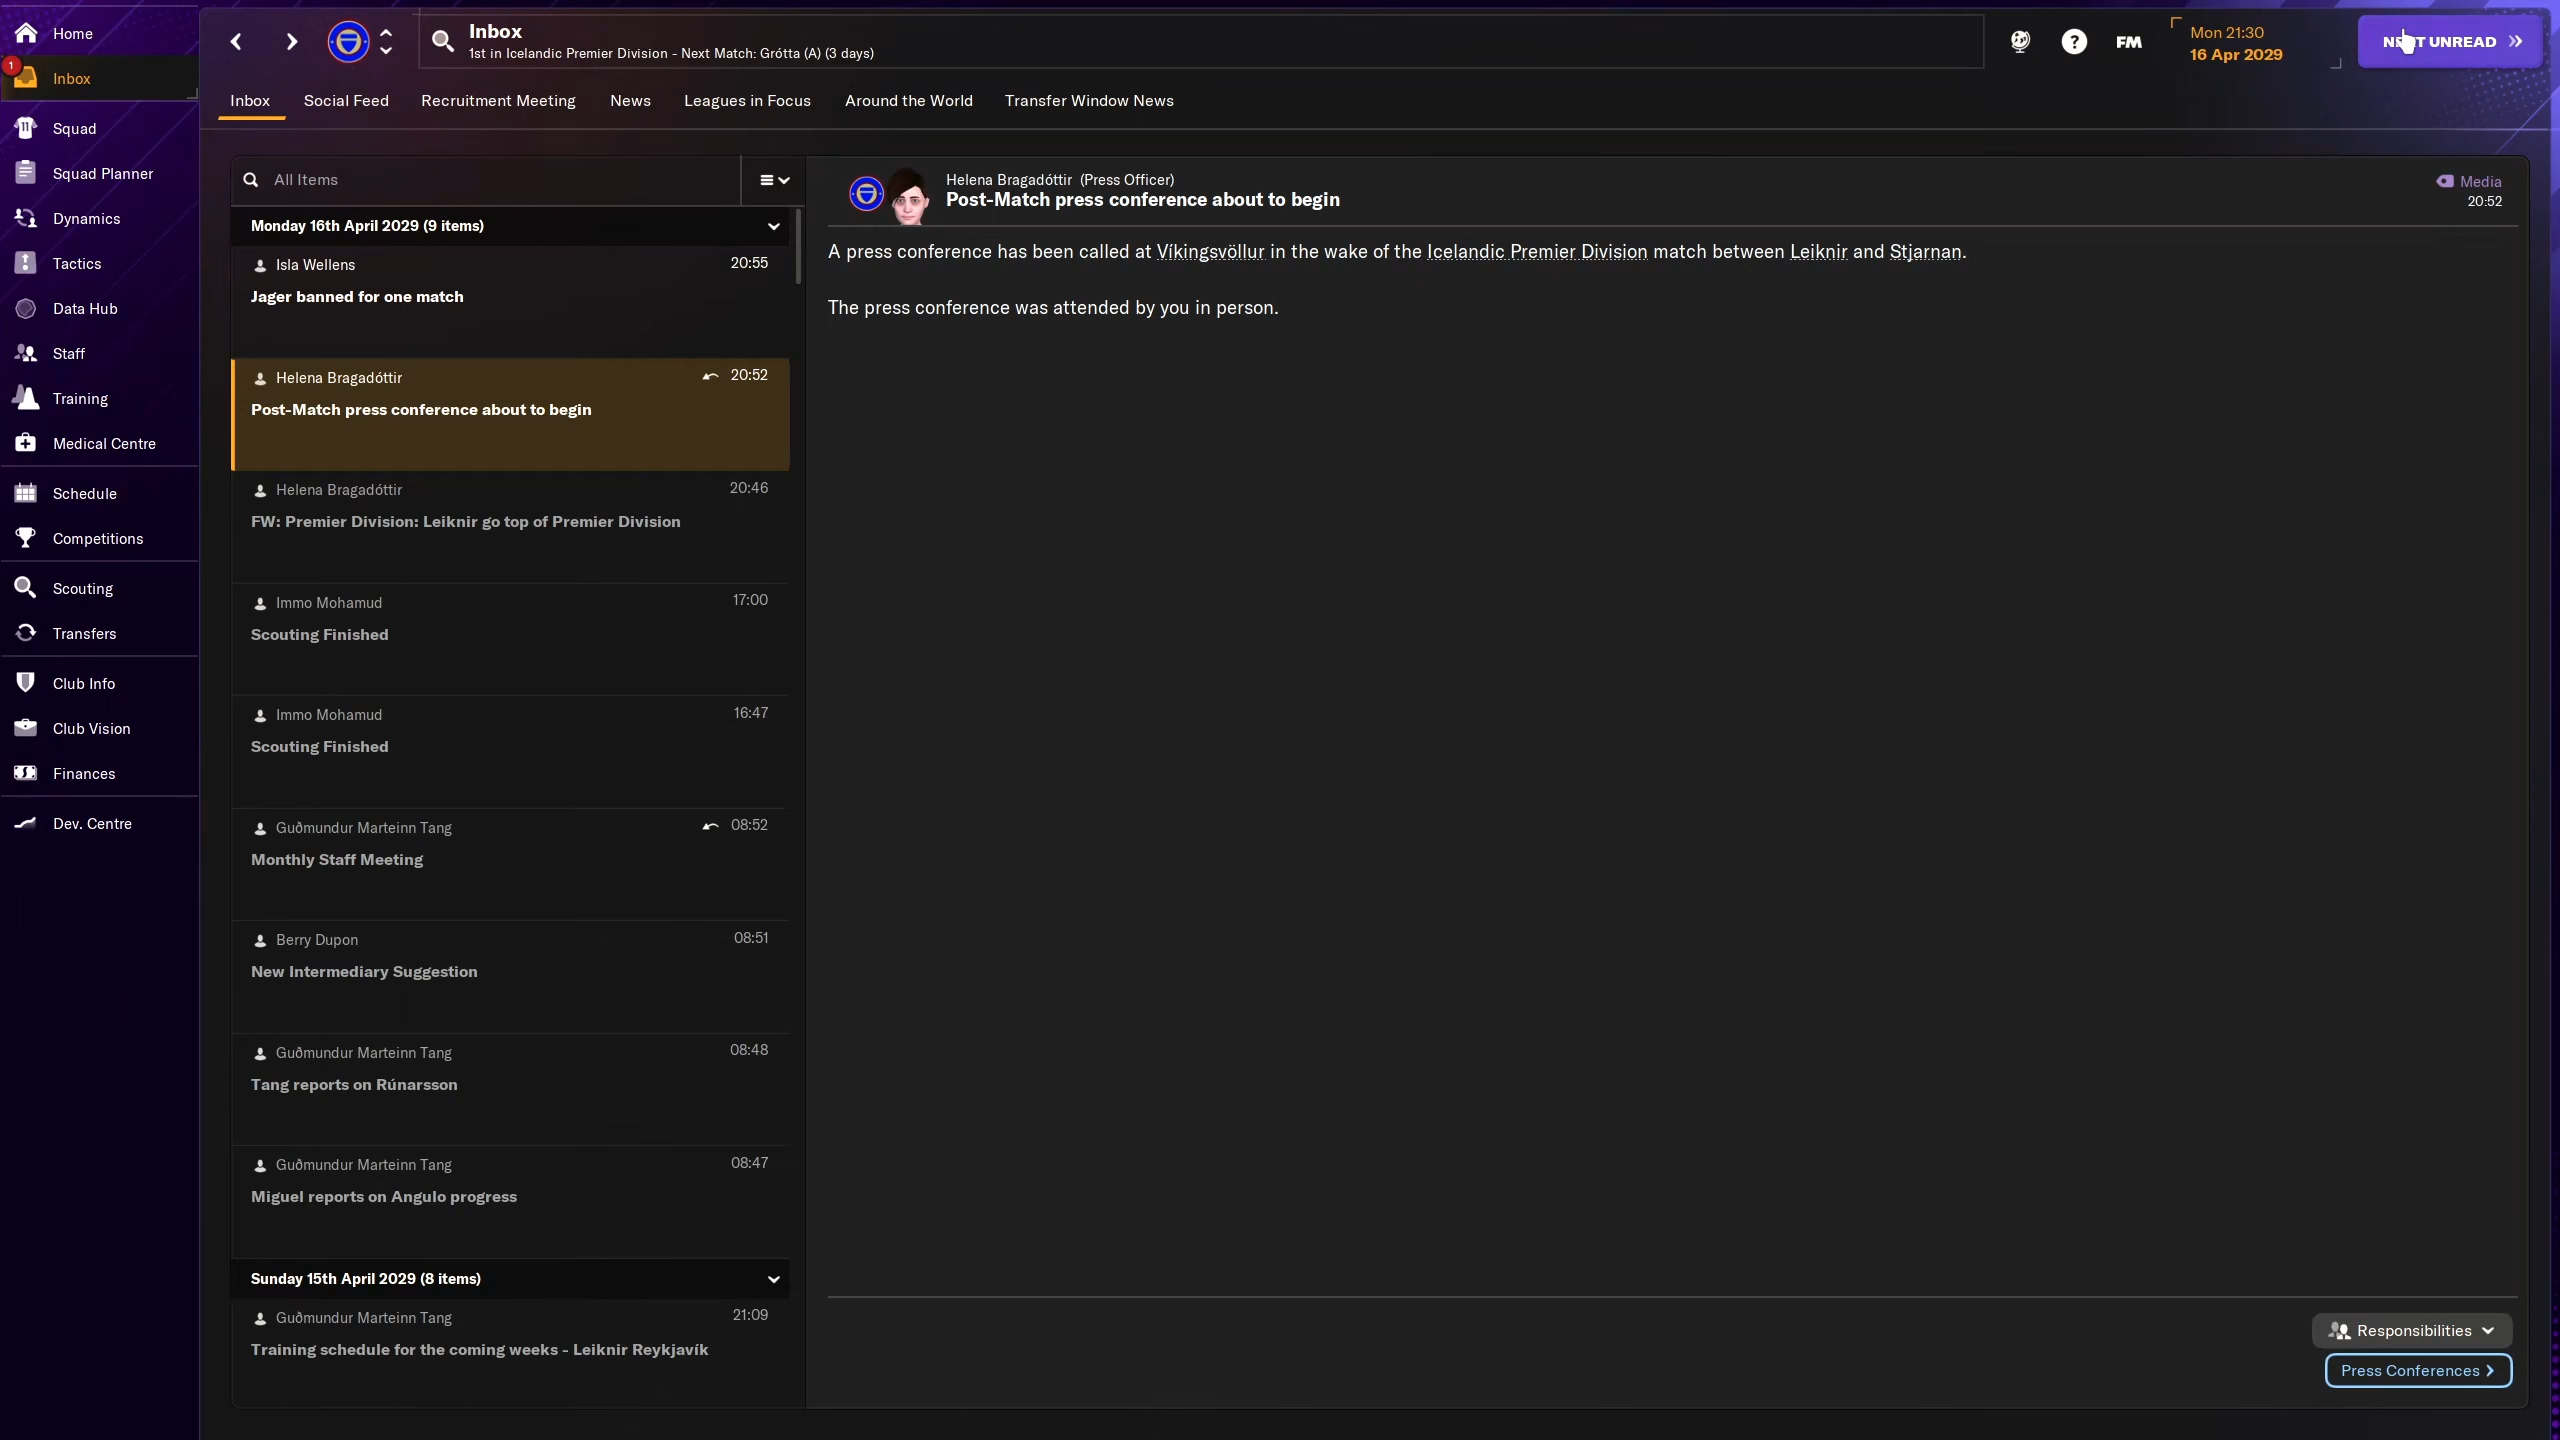 Home
1
Inbox
Squad
Squad Planner
Dynamics
Tactics
Data Hub
Staff
Training
Medical Centre
Schedule
Competitions
Scouting
Transfers
Club Info
Club Vision
Finances
Dev. Centre
Inbox
1st in Icelandic Premier Division - Next Match: Grótta (A) (3 days)
FM
Mon 21:30
16 Apr 2029
UNREAD
Inbox Social Feed Recruitment Meeting News Leagues in Focus Around the World Transfer Window News
All Items
Monday 16th April 2029 (9 items)
Isla Wellens 20:55
Jager banned for one match
Helena Bragadóttir 20:52
Post-Match press conference about to begin
Helena Bragadóttir 20:46
FW: Premier Division: Leiknir go top of Premier Division
Immo Mohamud 17:00
Scouting Finished
Immo Mohamud 16:47
Scouting Finished
Guðmundur Marteinn Tang 08:52
Monthly Staff Meeting
Berry Dupon 08:51
New Intermediary Suggestion
Guðmundur Marteinn Tang 08:48
Tang reports on Rúnarsson
Guðmundur Marteinn Tang 08:47
Miguel reports on Angulo progress
Sunday 15th April 2029 (8 items)
Guðmundur Marteinn Tang 21:09
Training schedule for the coming weeks - Leiknir Reykjavík
Helena Bragadóttir (Press Officer)
Post-Match press conference about to begin
Media
20:52
A press conference has been called at Víkingsvöllur in the wake of the Icelandic Premier Division match between Leiknir and Stjarnan.
The press conference was attended by you in person.
Responsibilities
Press Conferences